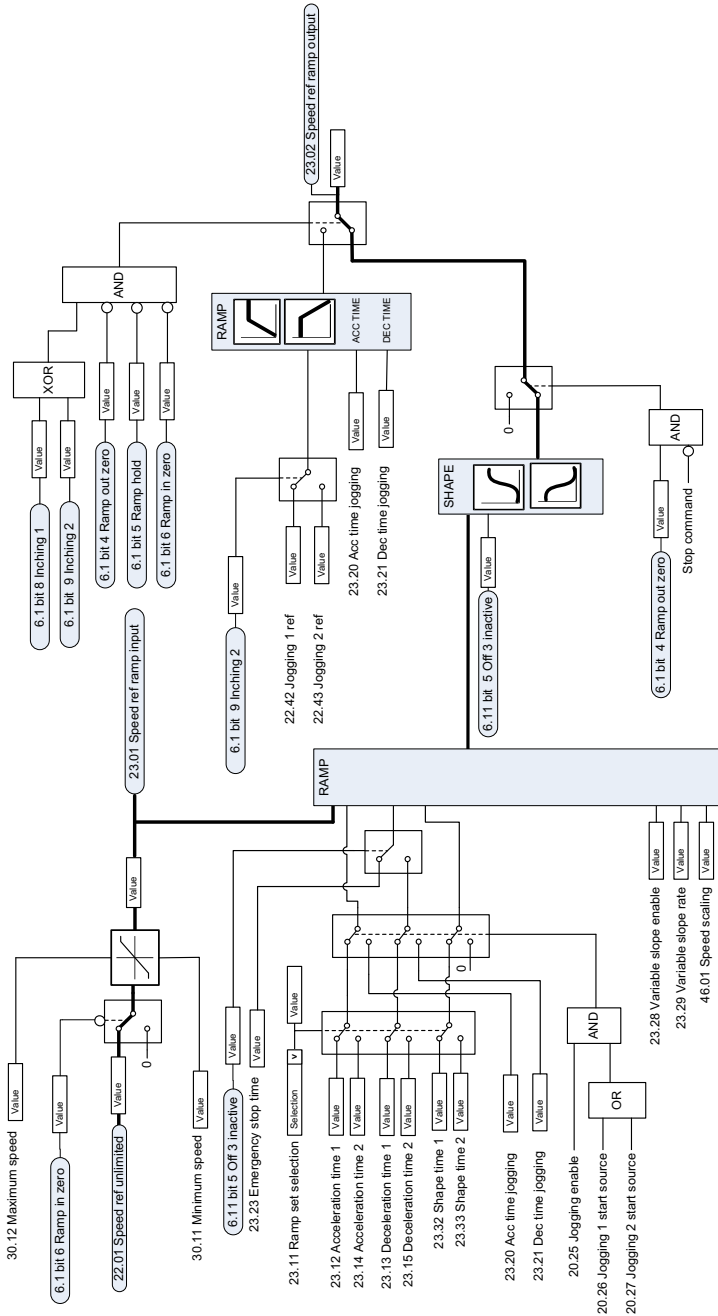 30.12 Maximum speed
Value
6.1 bit 6 Ramp in zero
Value
22.01 Speed ref unlimited
Value
0
30.11 Minimum speed
Value
Value
23.01 Speed ref ramp input
6.11 bit 5 Off 3 inactive
Value
23.23 Emergency stop time
Value
23.11 Ramp set selection
Selection
v
Value
23.12 Acceleration time 1
Value
23.14 Acceleration time 2
Value
23.13 Deceleration time 1
Value
23.15 Deceleration time 2
Value
23.32 Shape time 1
Value
23.33 Shape time 2
Value
0
23.20 Acc time jogging
Value
23.21 Dec time jogging
Value
20.25 Jogging enable
20.26 Jogging 1 start source
20.27 Jogging 2 start source
AND
OR
RAMP
23.28 Variable slope enable
Value
23.29 Variable slope rate
Value
46.01 Speed scaling
Value
6.1 bit 8 Inching 1
Value
6.1 bit 9 Inching 2
Value
XOR
6.1 bit 4 Ramp out zero
Value
6.1 bit 5 Ramp hold
Value
6.1 bit 6 Ramp in zero
Value
AND
6.1 bit 9 Inching 2
Value
22.42 Jogging 1 ref
Value
22.43 Jogging 2 ref
Value
23.20 Acc time jogging
Value
23.21 Dec time jogging
Value
RAMP
ACC TIME
DEC TIME
SHAPE
6.11 bit 5 Off 3 inactive
Value
0
6.1 bit 4 Ramp out zero
Value
Stop command
AND
23.02 Speed ref ramp output
Value